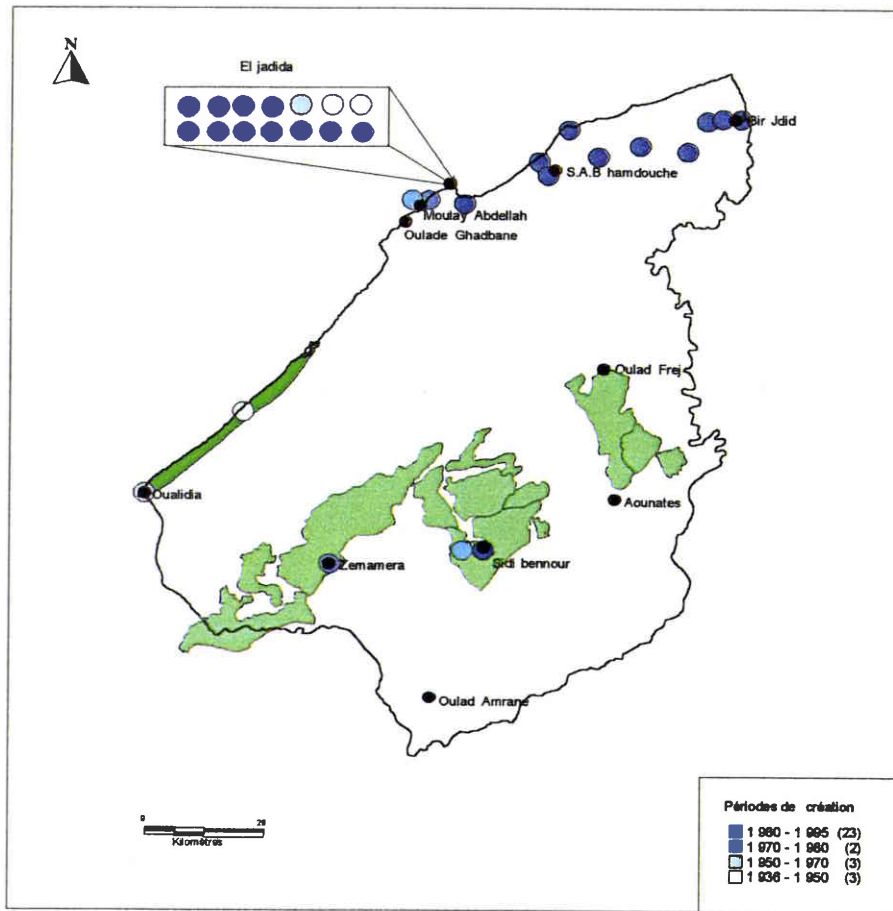 N
El jadida
Bir Jdid
S.A.B hamdouche
Moulay Abdellah
Oulade Ghadbane
Oulad Frej
Oualidia
Aounates
Zemamera
Sidi bennour
Oulad Amrane
Kilomètres
Périodes de création
1 980 - 1 995 (23)
1 970 - 1 980 (2)
1 950 - 1 970 (3)
1 936 - 1 950 (3)